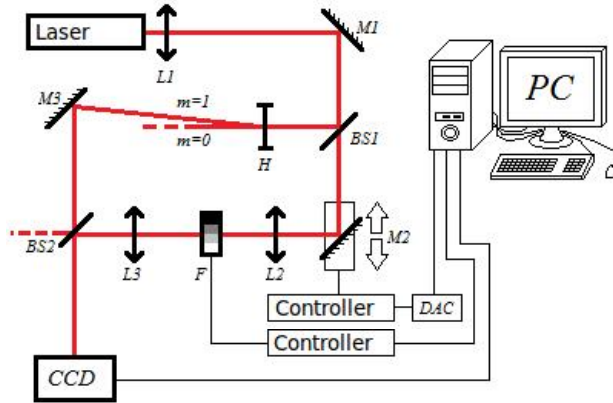 Laser
L1
M1
PC
M3
m=1
m=0
H
BS1
BS2
L3
F
L2
M2
Controller
DAC
Controller
CCD